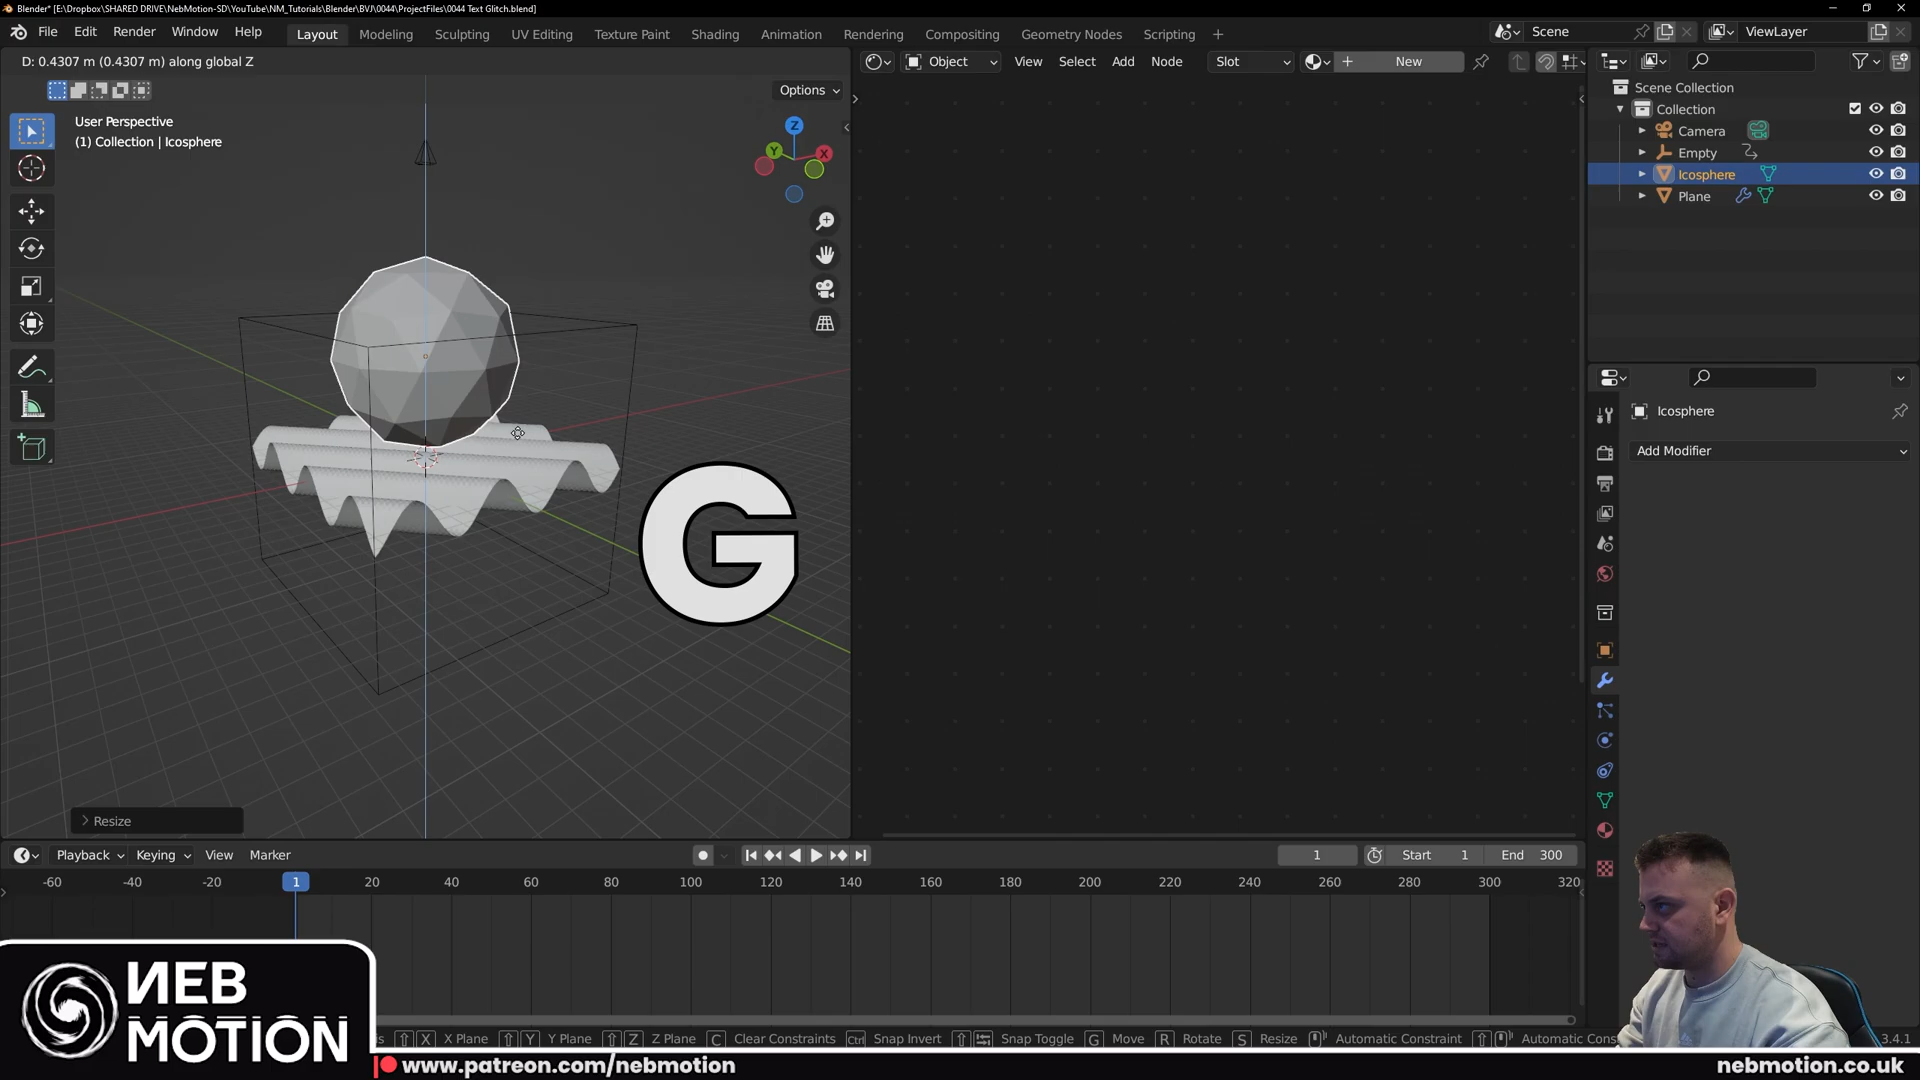 Blender* [E:\Dropbox\SHARED DRIVE\NebMotion-SD\YouTube\NM_Tutorials\Blender\BVJ\0044\ProjectFiles\0044 Text Glitch.blend]
File Edit Render Window Help Layout Modeling Sculpting UV Editing Texture Paint Shading Animation Rendering Compositing Geometry Nodes Scripting + Scene ViewLayer
D: 0.4307 m (0.4307 m) along global Z
Object View Select Add Node Slot New
Options
User Perspective
(1) Collection | Icosphere
Z
Y X
Scene Collection
Collection
Camera
Empty
Icosphere
Plane
Icosphere
Add Modifier
G
Resize
Playback Keying View Marker 1 Start 1 End 300
-60 -40 -20 1 20 40 60 80 100 120 140 160 180 200 220 240 260 280 300 320
X X Plane Y Y Plane Z Z Plane C Clear Constraints Ctrl Snap Invert Snap Toggle G Move R Rotate S Resize Automatic Constraint Automatic Cons 3.4.1
ИEB
MOTION
www.patreon.com/nebmotion
nebmotion.co.uk